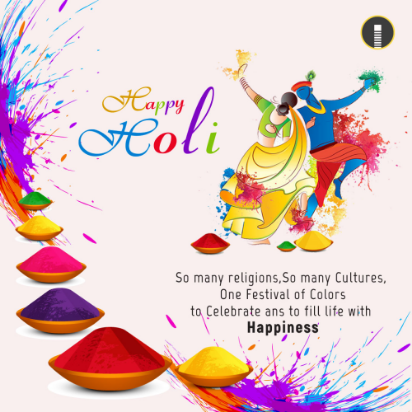 Happy
Holi
So many religions,So many Cultures,
One Festival of Colors
to Celebrate ans to fill life with
Happiness